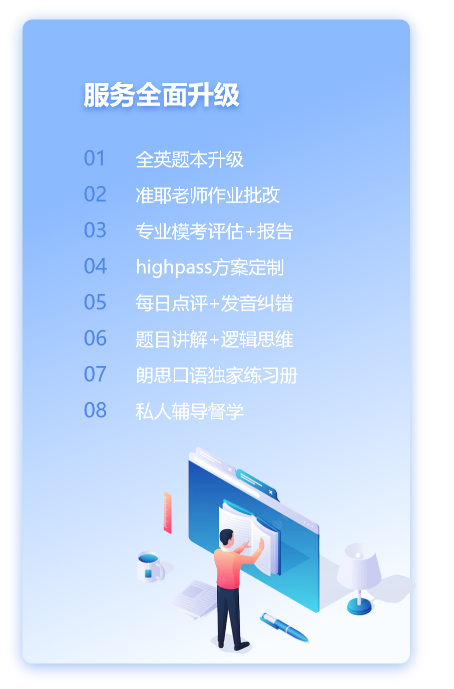 服务全面升级
01 全英题本升级
02 准耶老师作业批改
03 专业模考评估+报告
04 highpass方案定制
05 每日点评+发音纠错
06 题目讲解+逻辑思维
07 朗思口语独家练习册
08 私人辅导督学